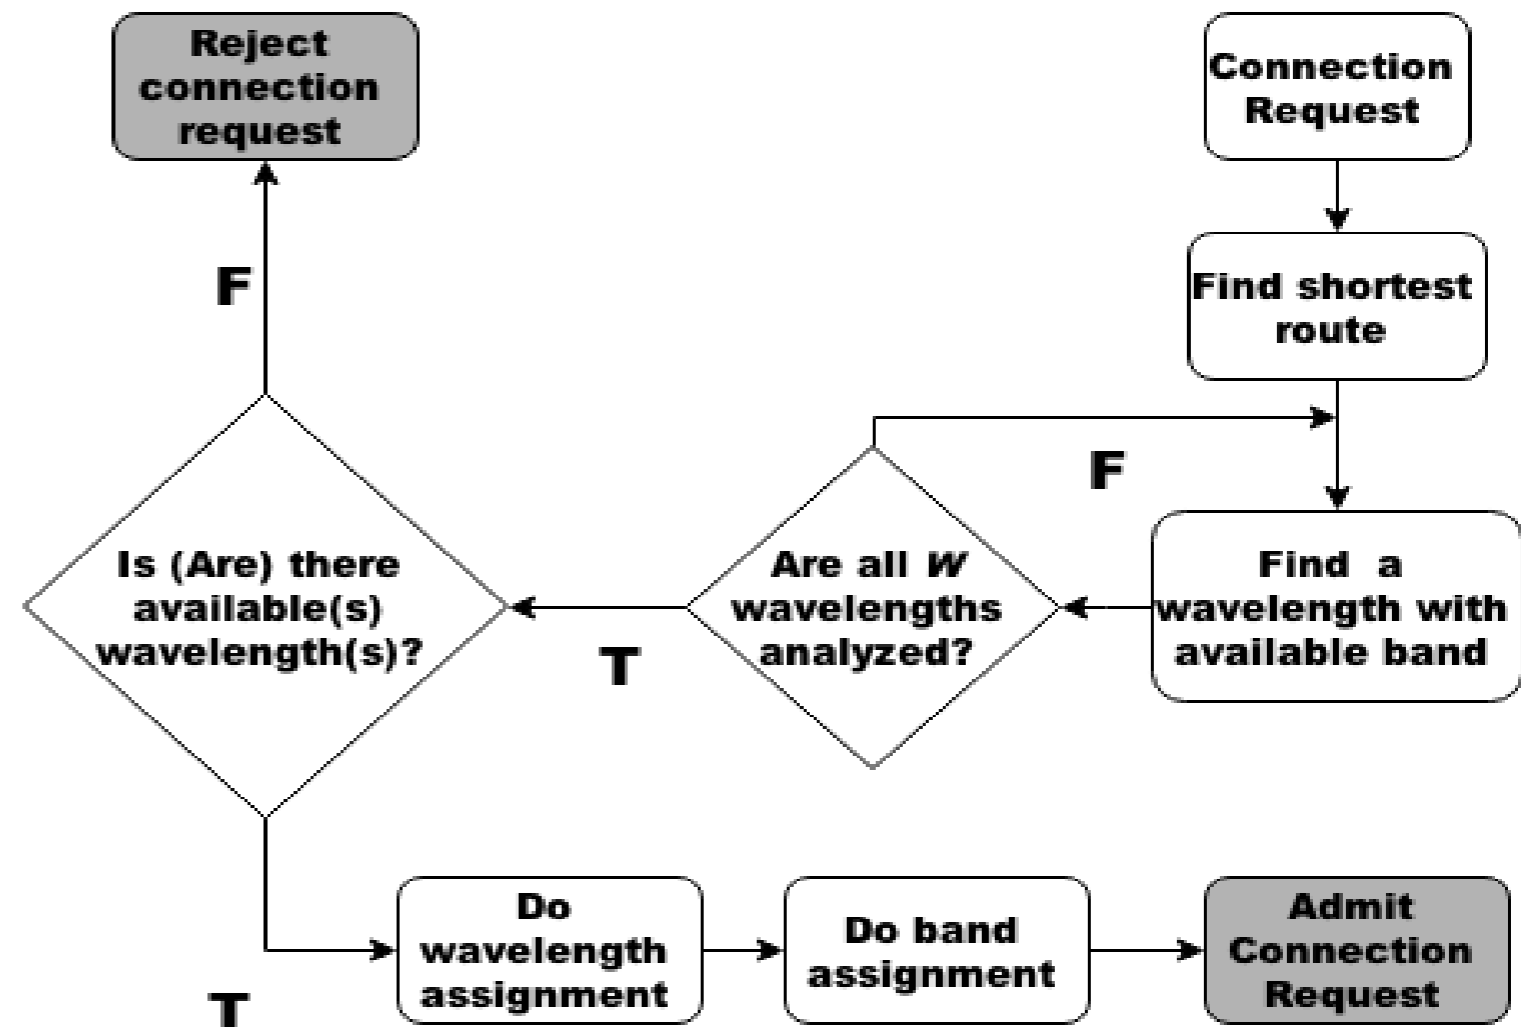 Reject
connection
request
Connection
Request
F
Find shortest
route
F
Is (Are) there
available(s)
wavelength(s)?
T
Are all W
wavelengths
analyzed?
Find a
wavelength with
available band
T
Do
wavelength
assignment
Do band
assignment
Admit
Connection
Request